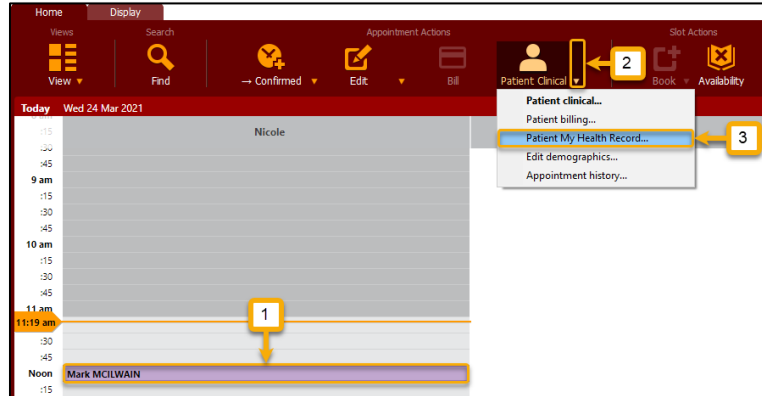 Home Display
Views Search Appointment Actions Slot Actions
View Find → Confirmed Edit Bill Patient Clinical Book Availability
2
Patient clinical...
Patient billing...
Patient My Health Record...
3
Edit demographics...
Appointment history...
Today Wed 24 Mar 2021
Nicole
:15
:30
:45
9 am
:15
:30
:45
10 am
:15
:30
:45
11 am
11:19 am
1
:30
:45
Noon Mark MCILWAIN
:15